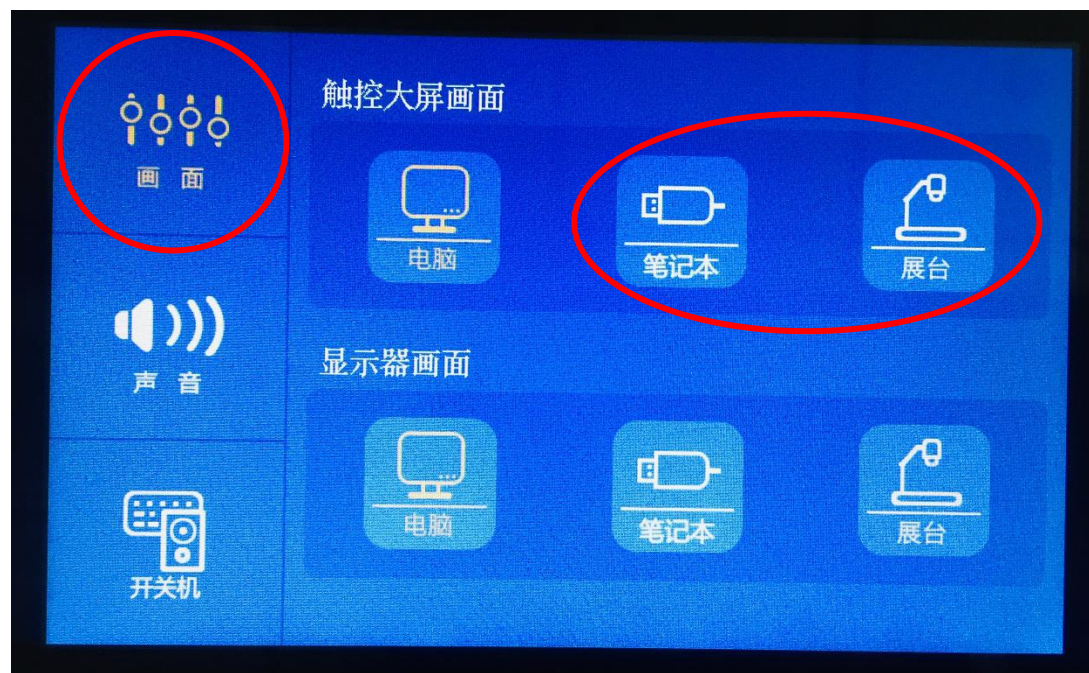 画面
声音
开关机
触控大屏画面
电脑 笔记本 展台
显示器画面
电脑 笔记本 展台